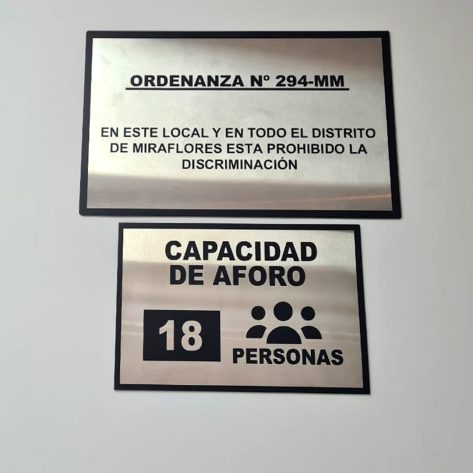 ORDENANZA Nº 294-MM
EN ESTE LOCAL Y EN TODO EL DISTRITO
DE MIRAFLORES ESTA PROHIBIDO LA
DISCRIMINACIÓN
CAPACIDAD
DE AFORO
18
PERSONAS